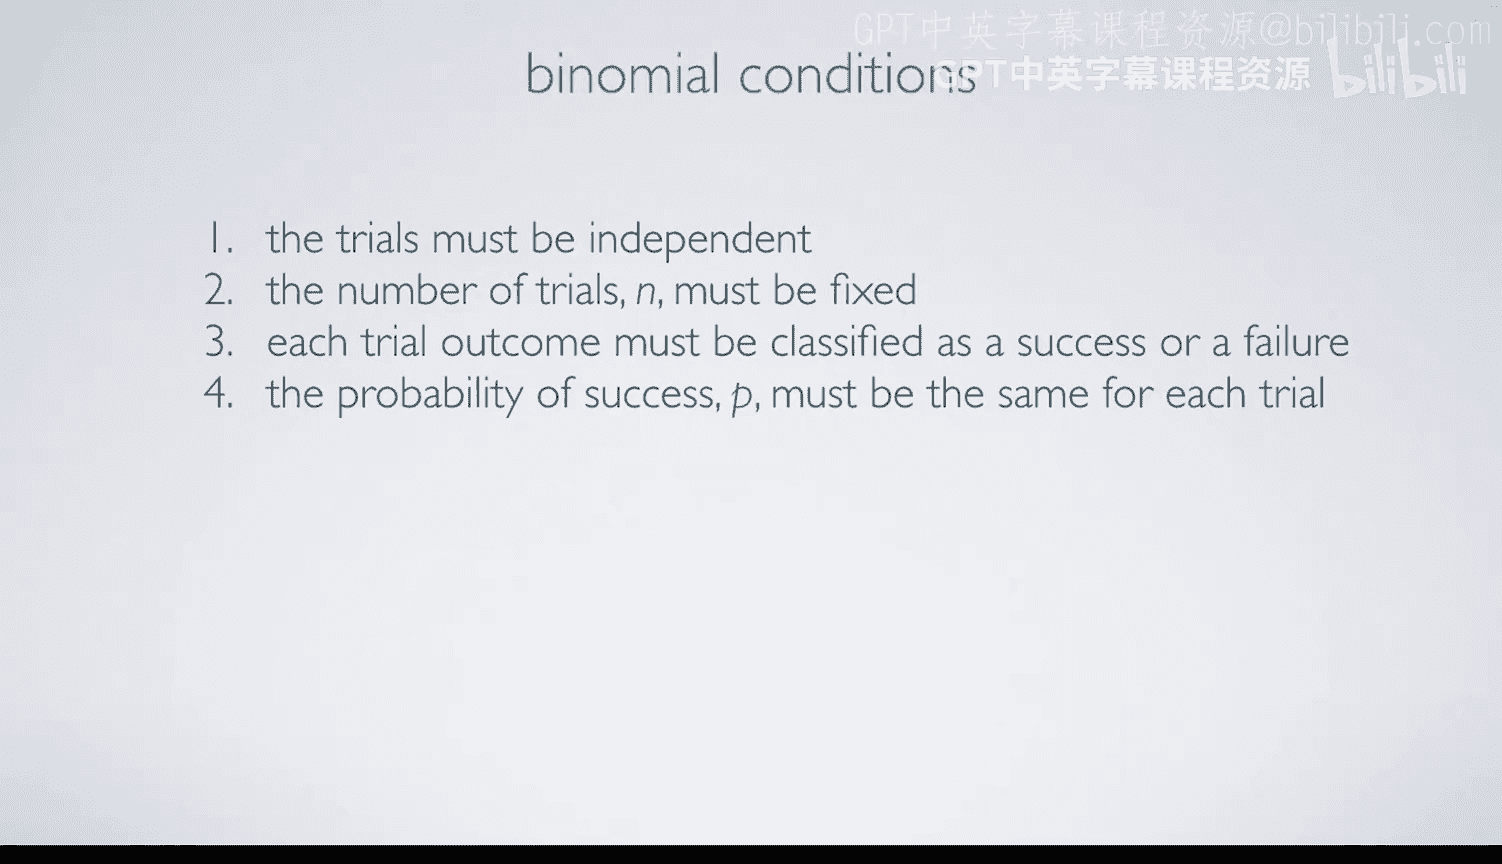 GPT中英字幕课程资源@bilibili.com
binomial conditions
GPT中英字幕课程资源 bilibili
1. the trials must be independent
2. the number of trials, n, must be fixed
3. each trial outcome must be classified as a success or a failure
4. the probability of success, p, must be the same for each trial